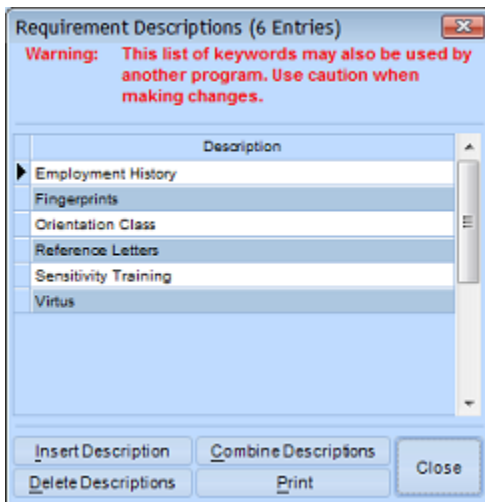 Requirement Descriptions (6 Entries)
Warning: This list of keywords may also be used by
another program. Use caution when
making changes.
Description
Employment History
Fingerprints
Orientation Class
Reference Letters
Sensitivity Training
Virtus
Insert Description
Combine Descriptions
Close
Delete Descriptions
Print